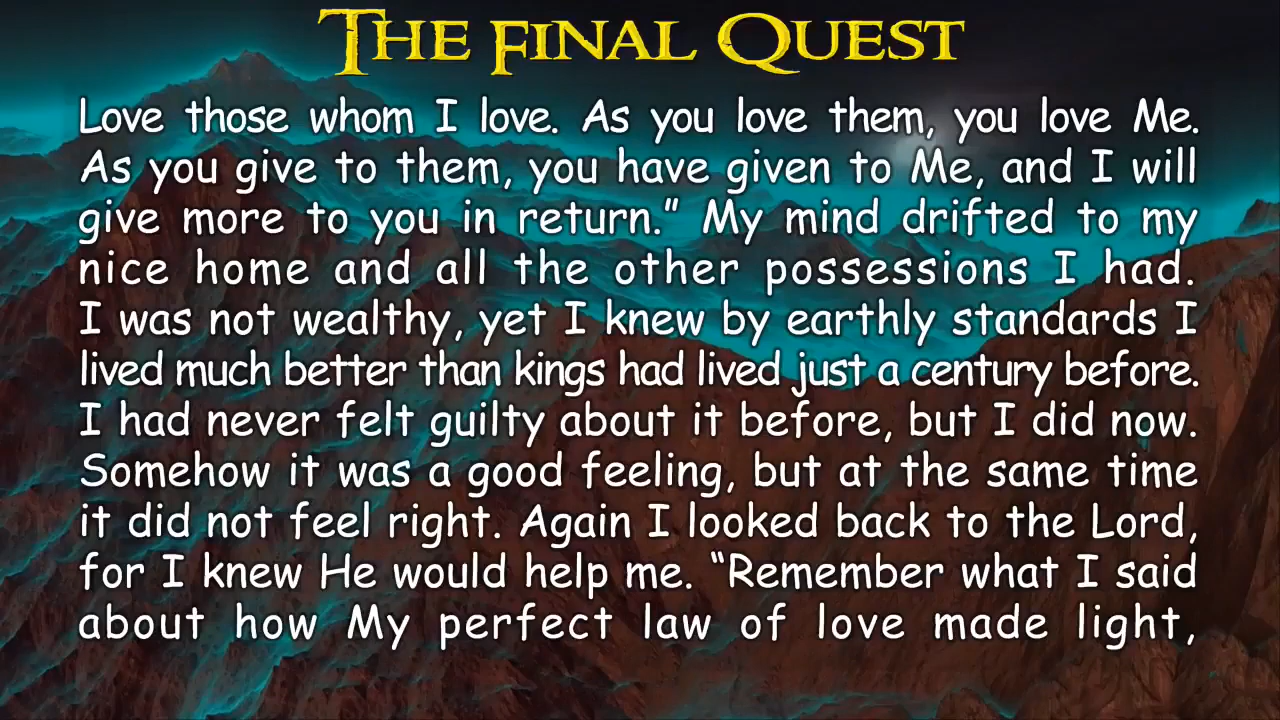 THE FINAL QUEST
Love those whom I love. As you love them, you love Me.
As you give to them, you have given to Me, and I will
give more to you in return.” My mind drifted to my
nice home and all the other possessions I had.
I was not wealthy, yet I knew by earthly standards I
lived much better than kings had lived just a century before.
I had never felt guilty about it before, but I did now.
Somehow it was a good feeling, but at the same time
it did not feel right. Again I looked back to the Lord,
for I knew He would help me. “Remember what I said
about how My perfect law of love made light,